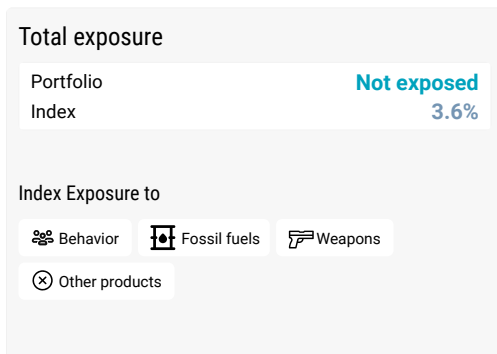 Total exposure
Portfolio Not exposed
Index 3.6%
Index Exposure to
Behavior Fossil fuels Weapons
Other products